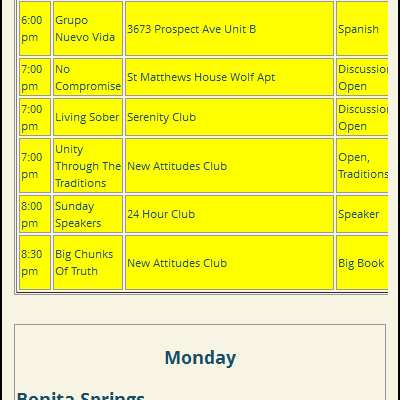 6:00 pm Grupo Nuevo Vida 3673 Prospect Ave Unit B Spanish
7:00 pm No Compromise St Matthews House Wolf Apt Discussion Open
7:00 pm Living Sober Serenity Club Discussion Open
7:00 pm Unity Through The Traditions New Attitudes Club Open, Traditions
8:00 pm Sunday Speakers 24 Hour Club Speaker
8:30 pm Big Chunks Of Truth New Attitudes Club Big Book
Monday
Bonita Springs